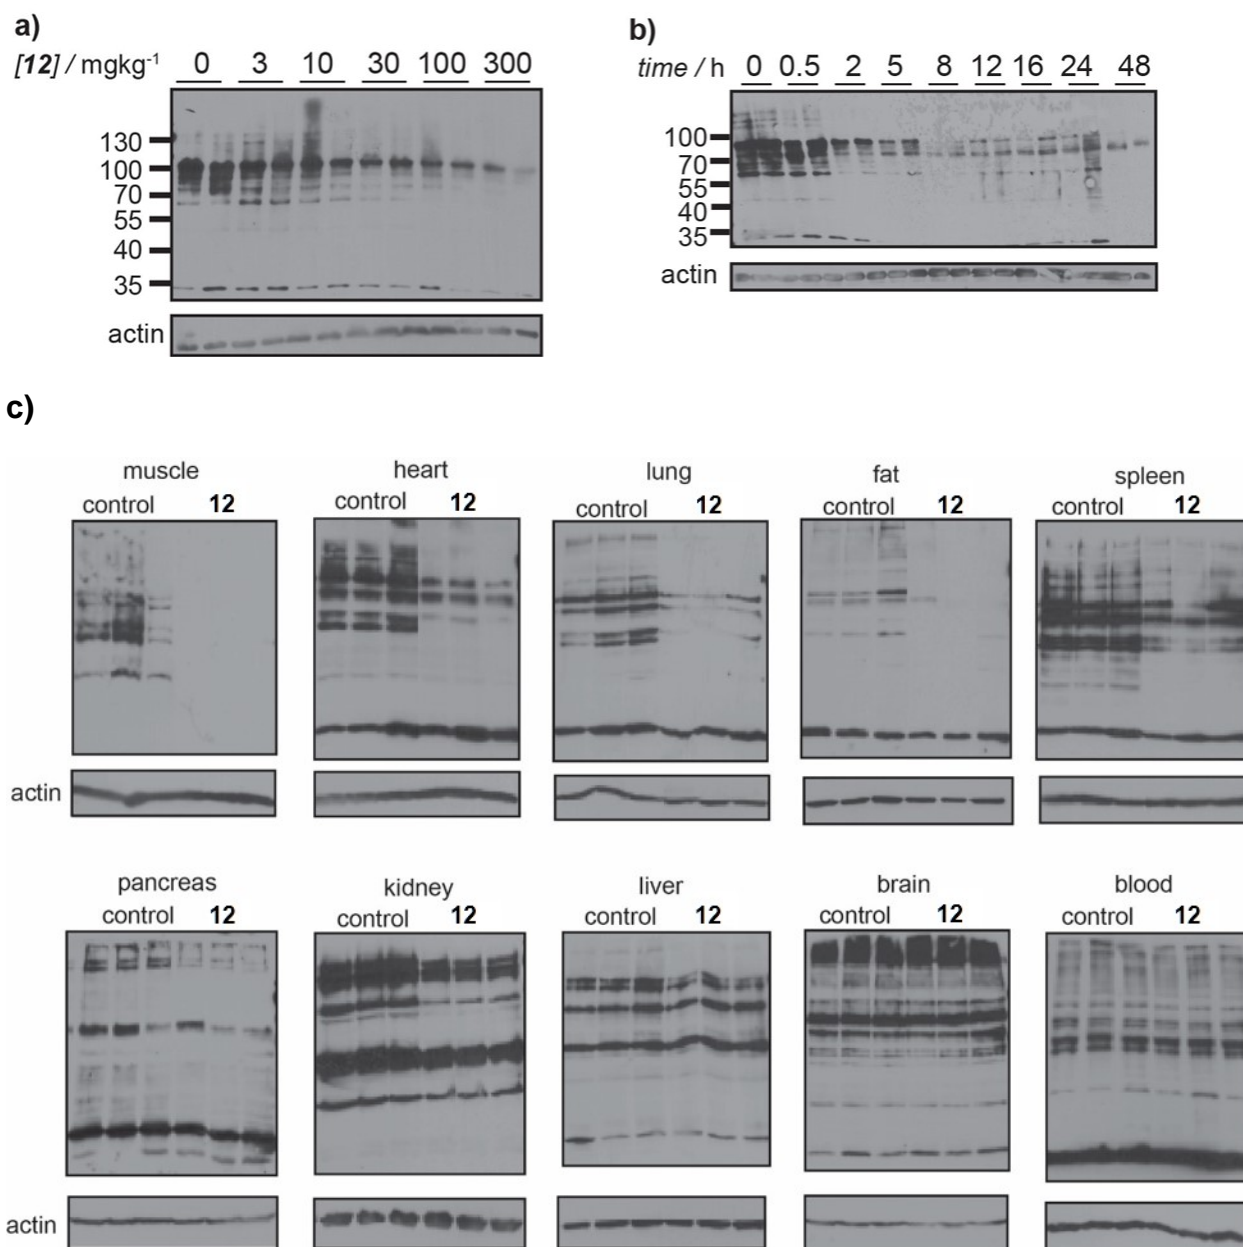 a)
[12] / mgkg-1
0 3 10 30 100 300
130
100
70
55
40
35
actin
b)
time / h 0 0.5 2 5 8 12 16 24 48
100
70
55
40
35
actin
c)
muscle heart lung fat spleen
control 12 control 12 control 12 control 12 control 12
actin
pancreas kidney liver brain blood
control 12 control 12 control 12 control 12 control 12
actin